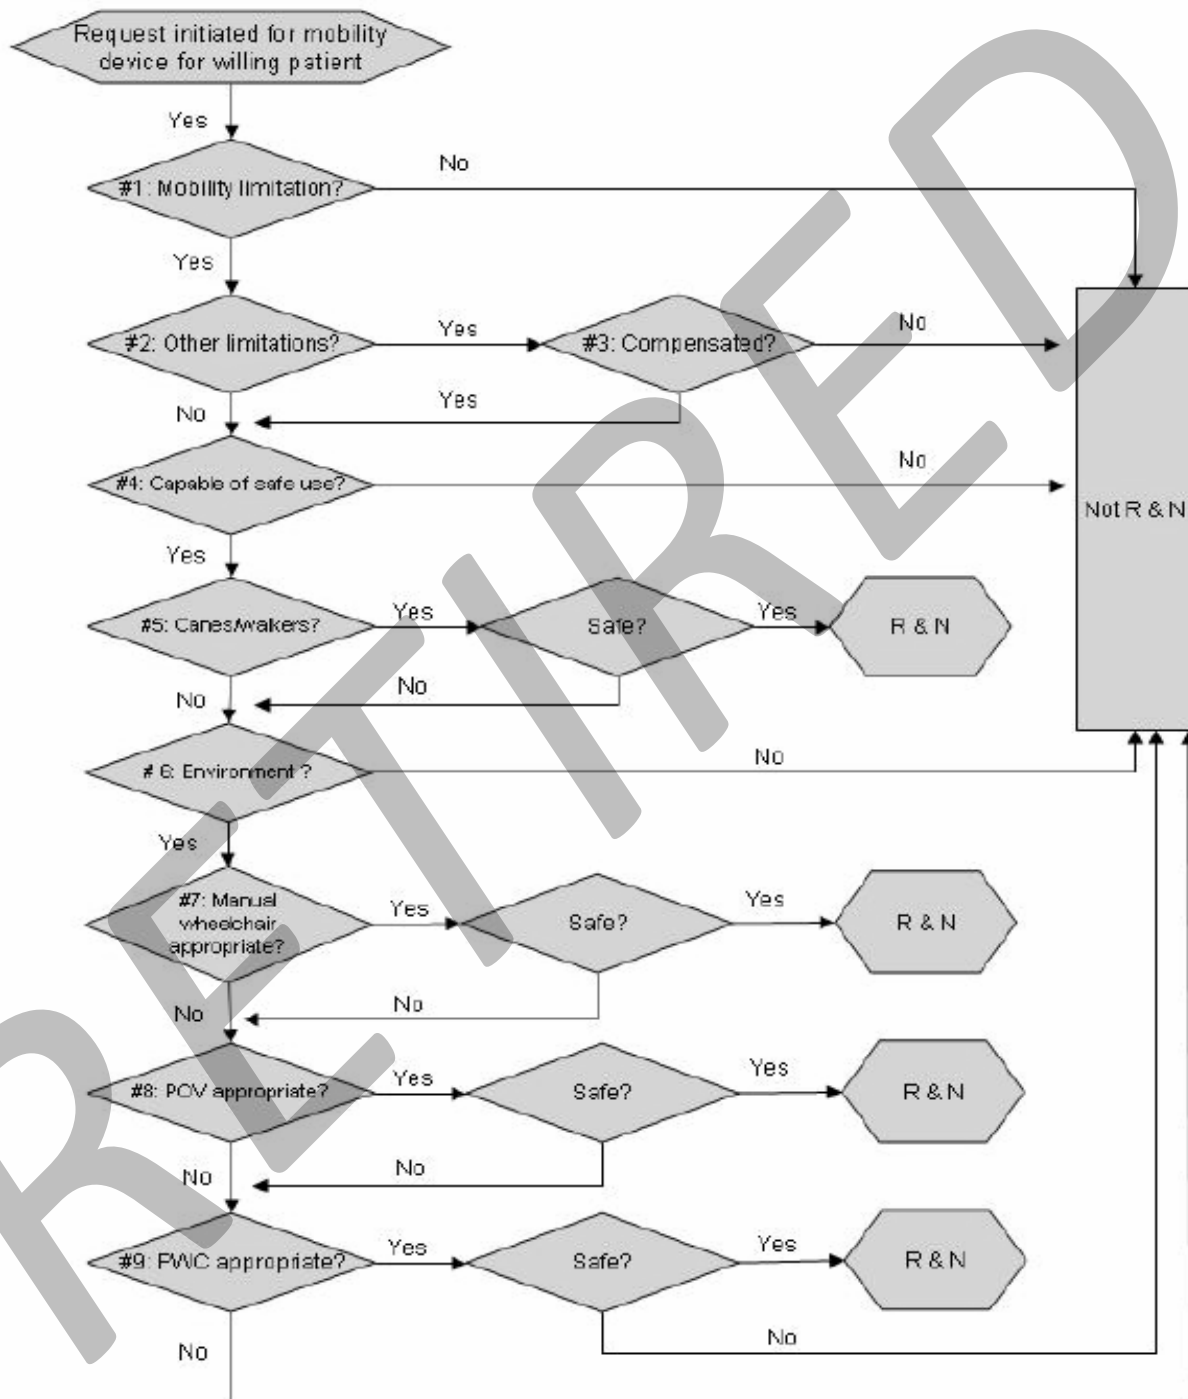 Request initiated for mobility
device for willing patient
Yes
#1: Mobility limitation?
No
Yes
#2: Other limitations?
Yes
#3: Compensated?
No
No
Yes
#4: Capable of safe use?
No
Not R & N
Yes
#5: Canes/walkers?
Yes
Safe?
Yes
R & N
No
No
# 6: Environment ?
No
Yes
#7: Manual
wheelchair
appropriate?
Yes
Safe?
Yes
R & N
No
No
#8: POV appropriate?
Yes
Safe?
Yes
R & N
No
No
#9: PWC appropriate?
Yes
Safe?
Yes
R & N
No
No
RETIRED